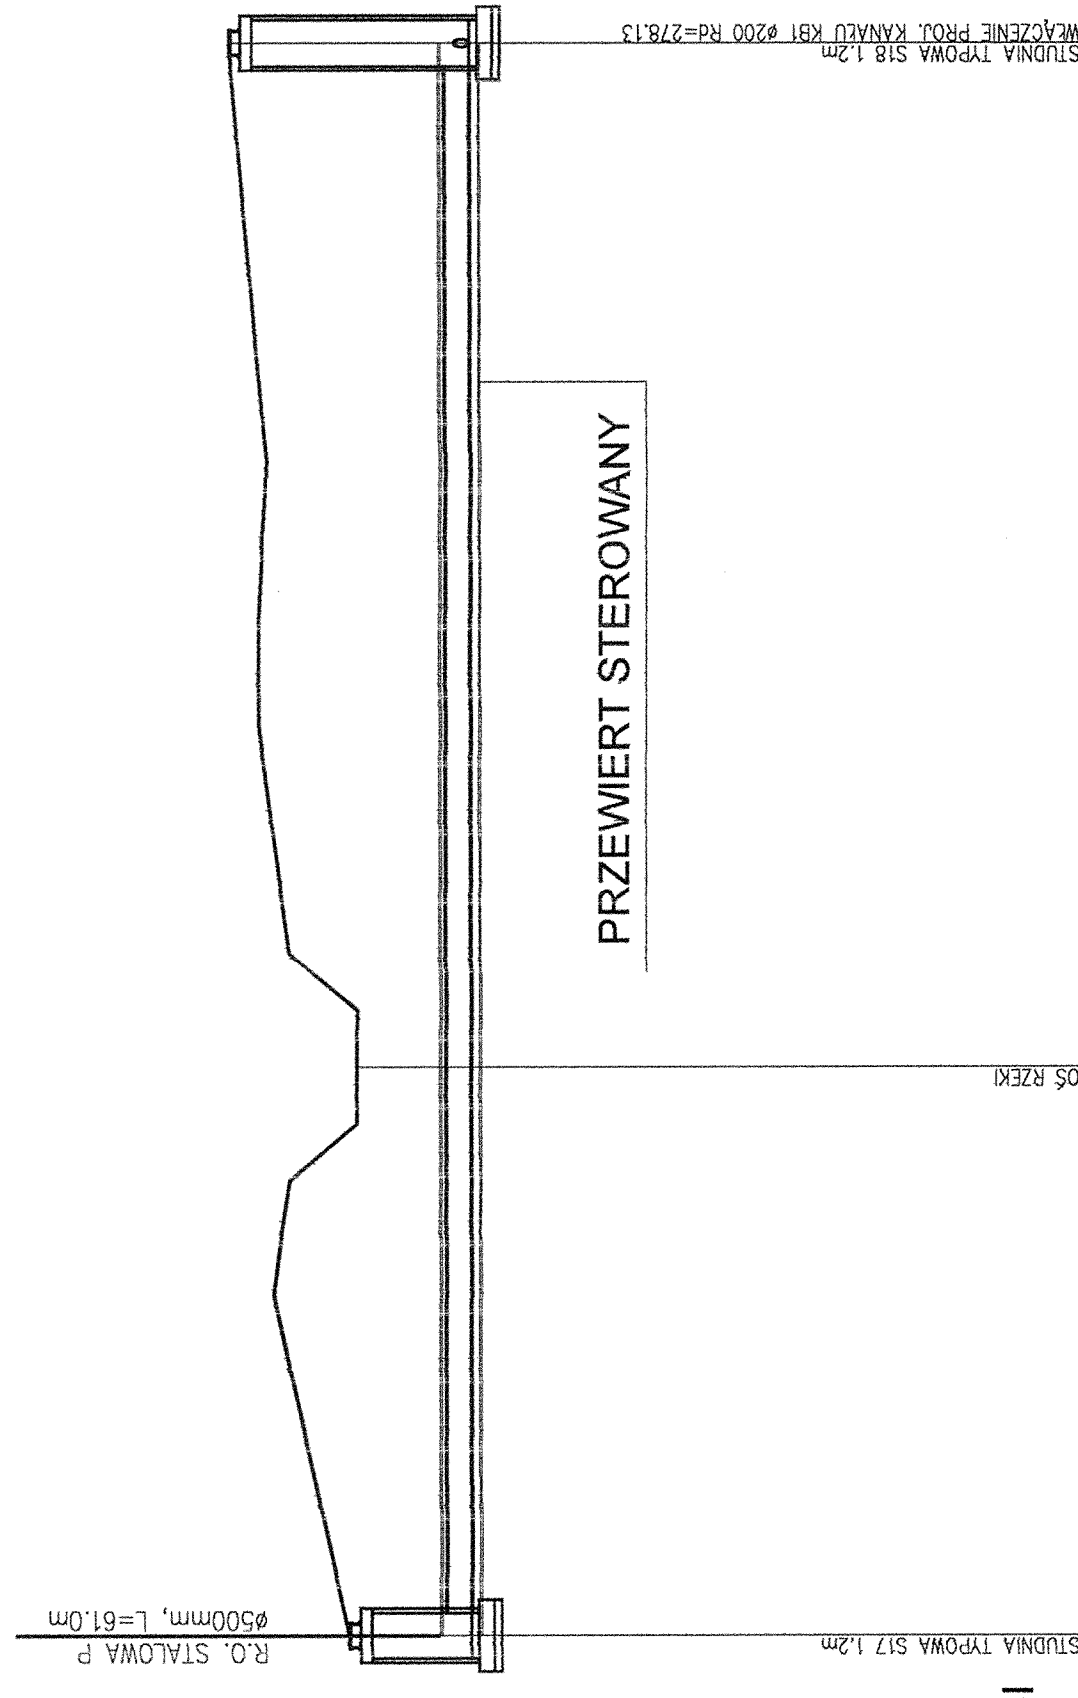 WŁĄCZENIE PROJ. KANAŁU KB1 ø200 Rd=278.13
STUDNIA TYPOWA S18 1,2m
PRZEWIERT STEROWANY
OŚ RZEKI
R.O. STALOWA P
ø500mm, L=61.0m
STUDNIA TYPOWA S17 1,2m